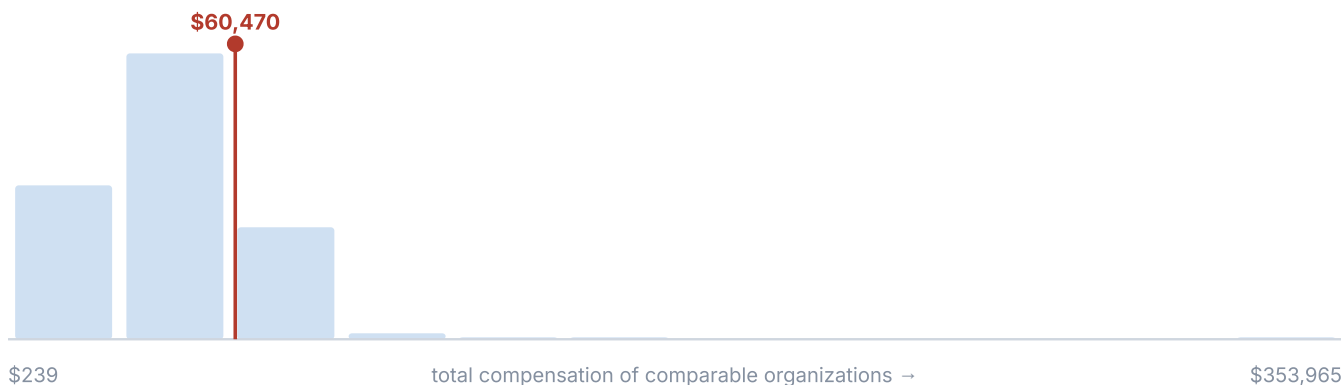 $60,470
$239 total compensation of comparable organizations → $353,965